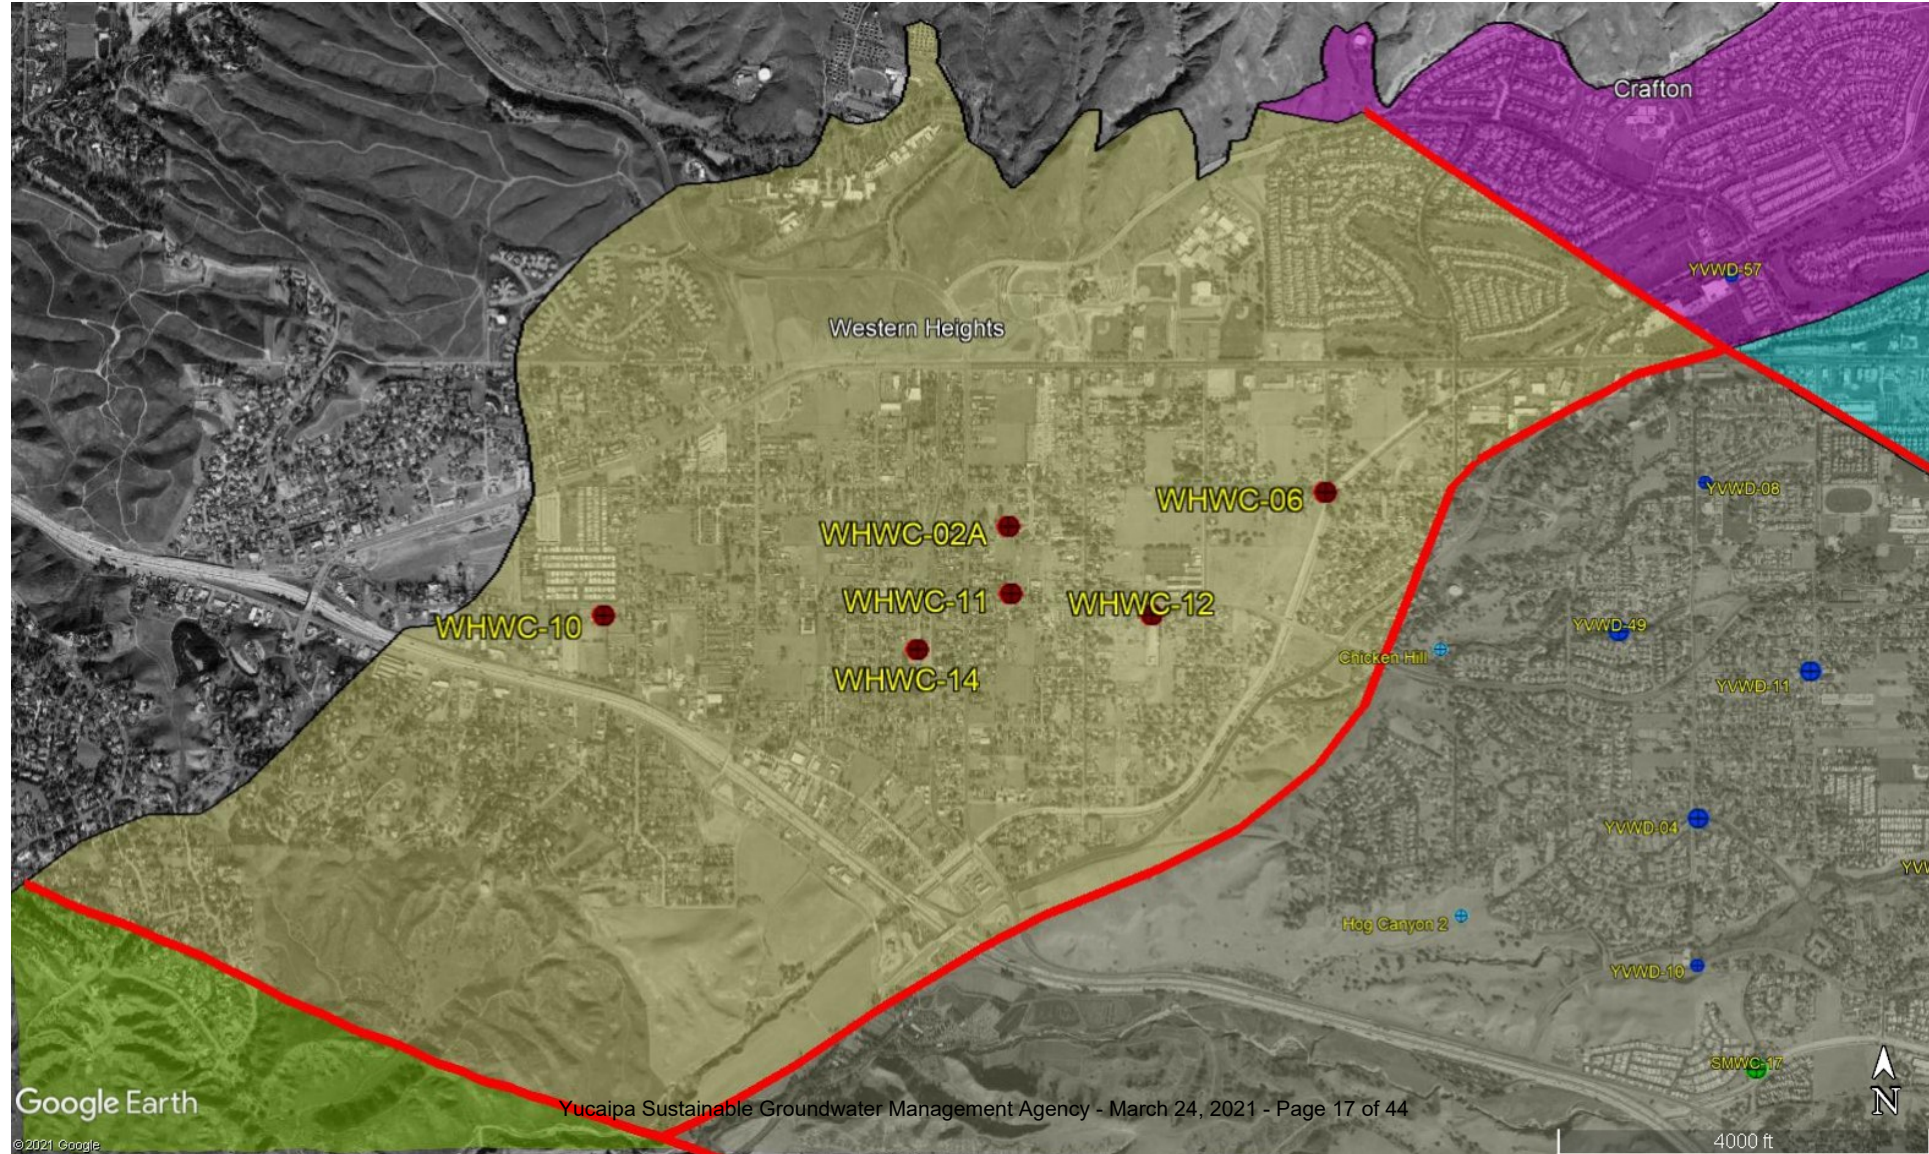 Crafton
YVWD-57
Western Heights
YVWD-08
WHWC-06
WHWC-02A
WHWC-11
WHWC-12
WHWC-10
YVWD-49
Chicken Hill
WHWC-14
YVWD-11
YVWD-04
Hog Canyon 2
YVWD-10
SMWC-17
N
Google Earth
Yucaipa Sustainable Groundwater Management Agency - March 24, 2021 - Page 17 of 44
©2021 Google
4000 ft